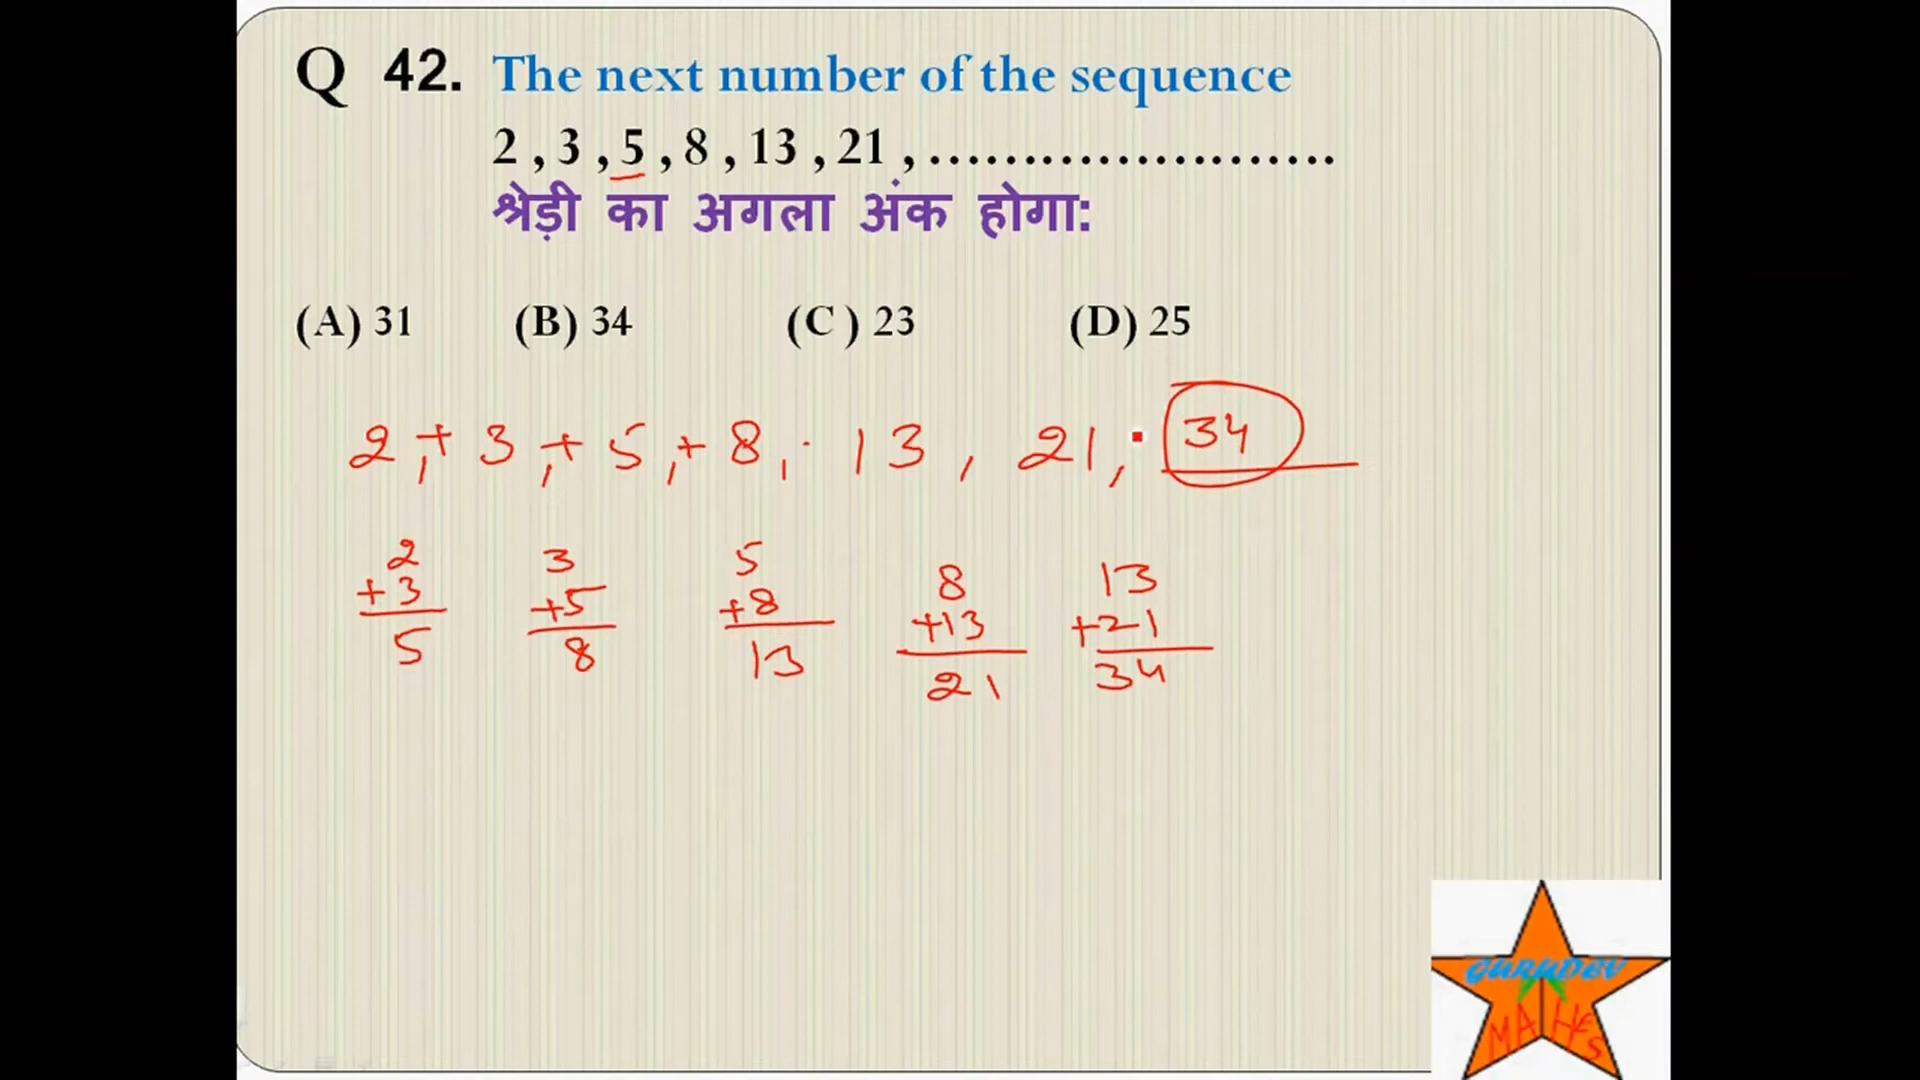 Q 42. The next number of the sequence
2 , 3 , 5 , 8 , 13 , 21 , ......................
श्रेड़ी का अगला अंक होगा:
(A) 31 (B) 34 (C ) 23 (D) 25
2, + 3, + 5, + 8, 13 , 21, 34
2 3 5 8 13
+3 +5 +8 +13 +21
5 8 13 21 34
GURUDEV
MATHES